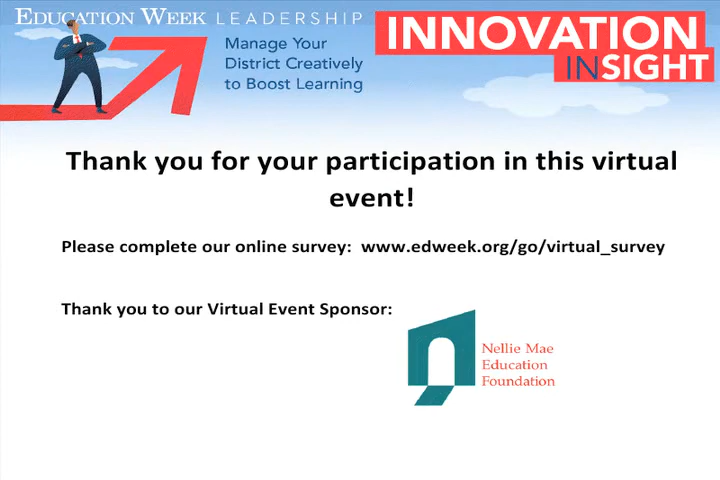 EDUCATION WEEK LEADERSHIP
Manage Your
District Creatively
to Boost Learning
INNOVATION
INSIGHT
Thank you for your participation in this virtual
event!
Please complete our online survey:  www.edweek.org/go/virtual_survey
Thank you to our Virtual Event Sponsor:
Nellie Mae
Education
Foundation